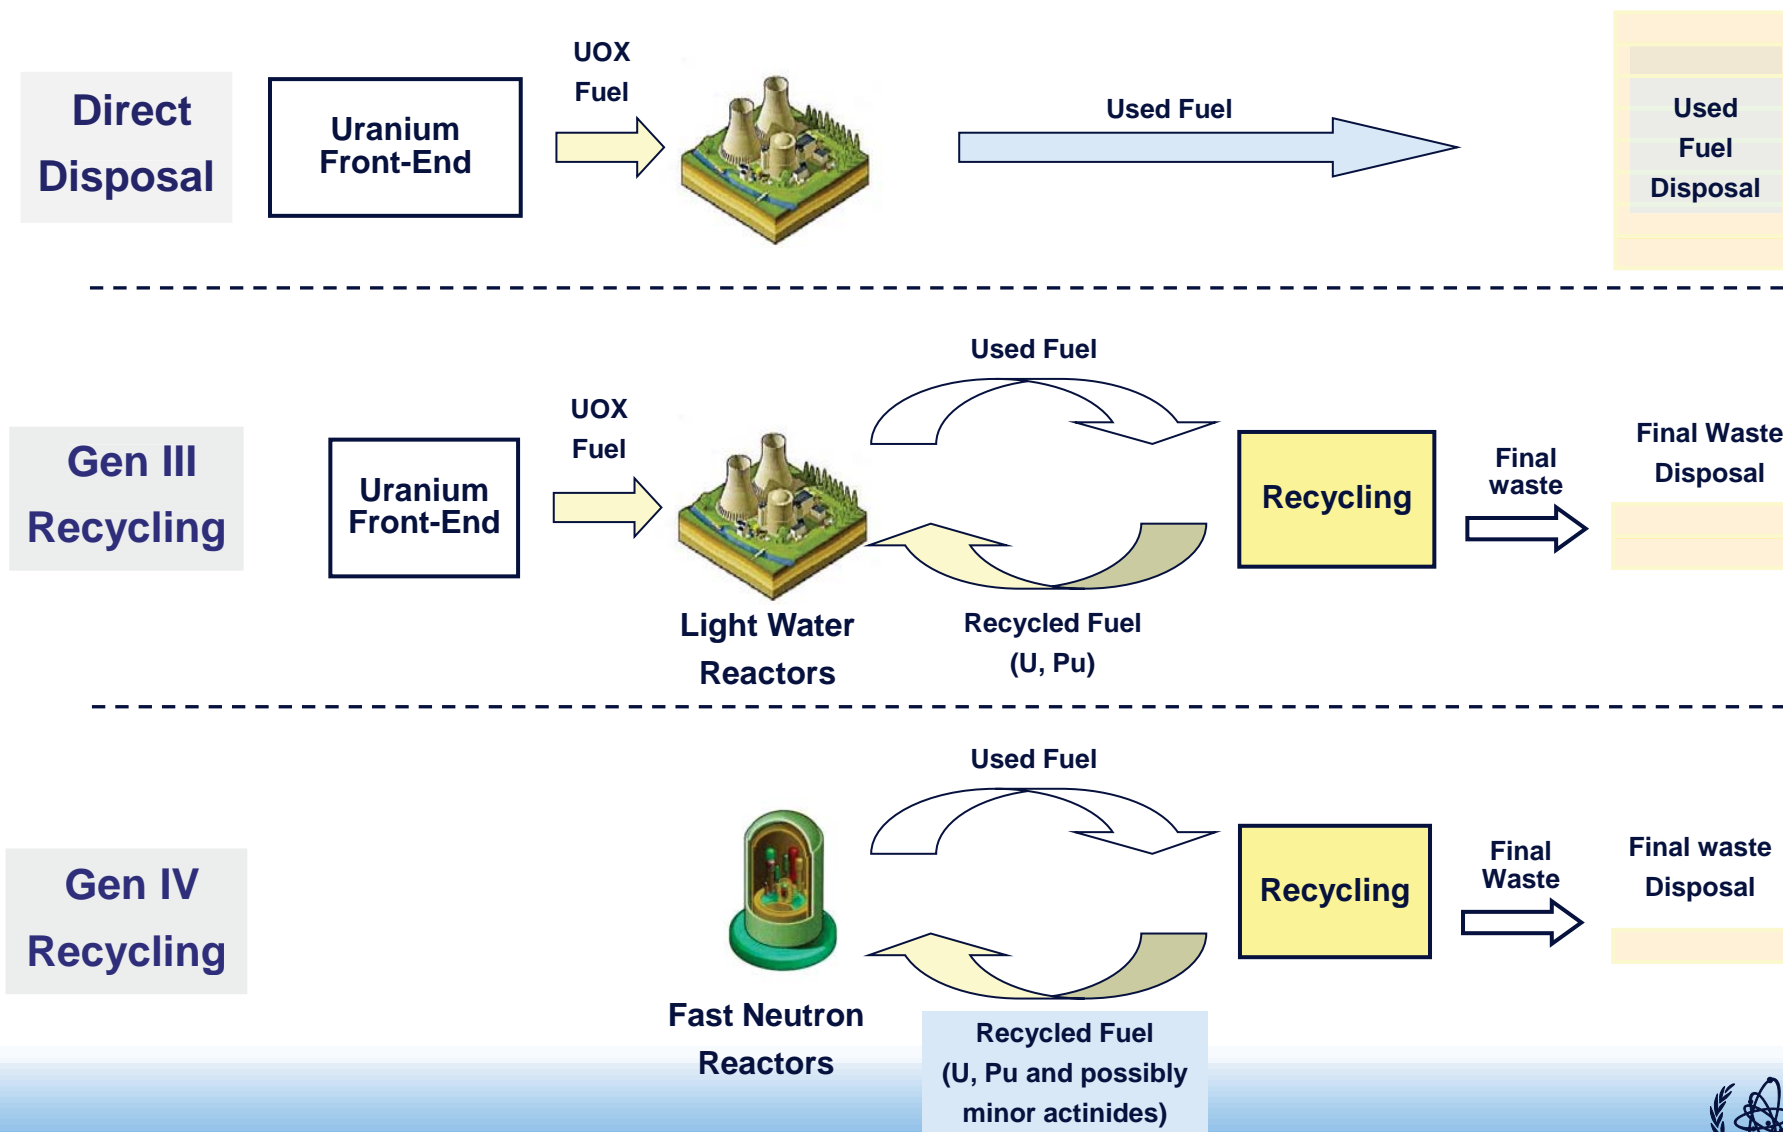 Direct
Disposal
Uranium
Front-End
UOX
Fuel
Used Fuel
Used
Fuel
Disposal
Gen III
Recycling
Uranium
Front-End
UOX
Fuel
Light Water
Reactors
Used Fuel
Recycled Fuel
(U, Pu)
Recycling
Final
waste
Final Waste
Disposal
Gen IV
Recycling
Fast Neutron
Reactors
Used Fuel
Recycled Fuel
(U, Pu and possibly
minor actinides)
Recycling
Final
Waste
Final waste
Disposal